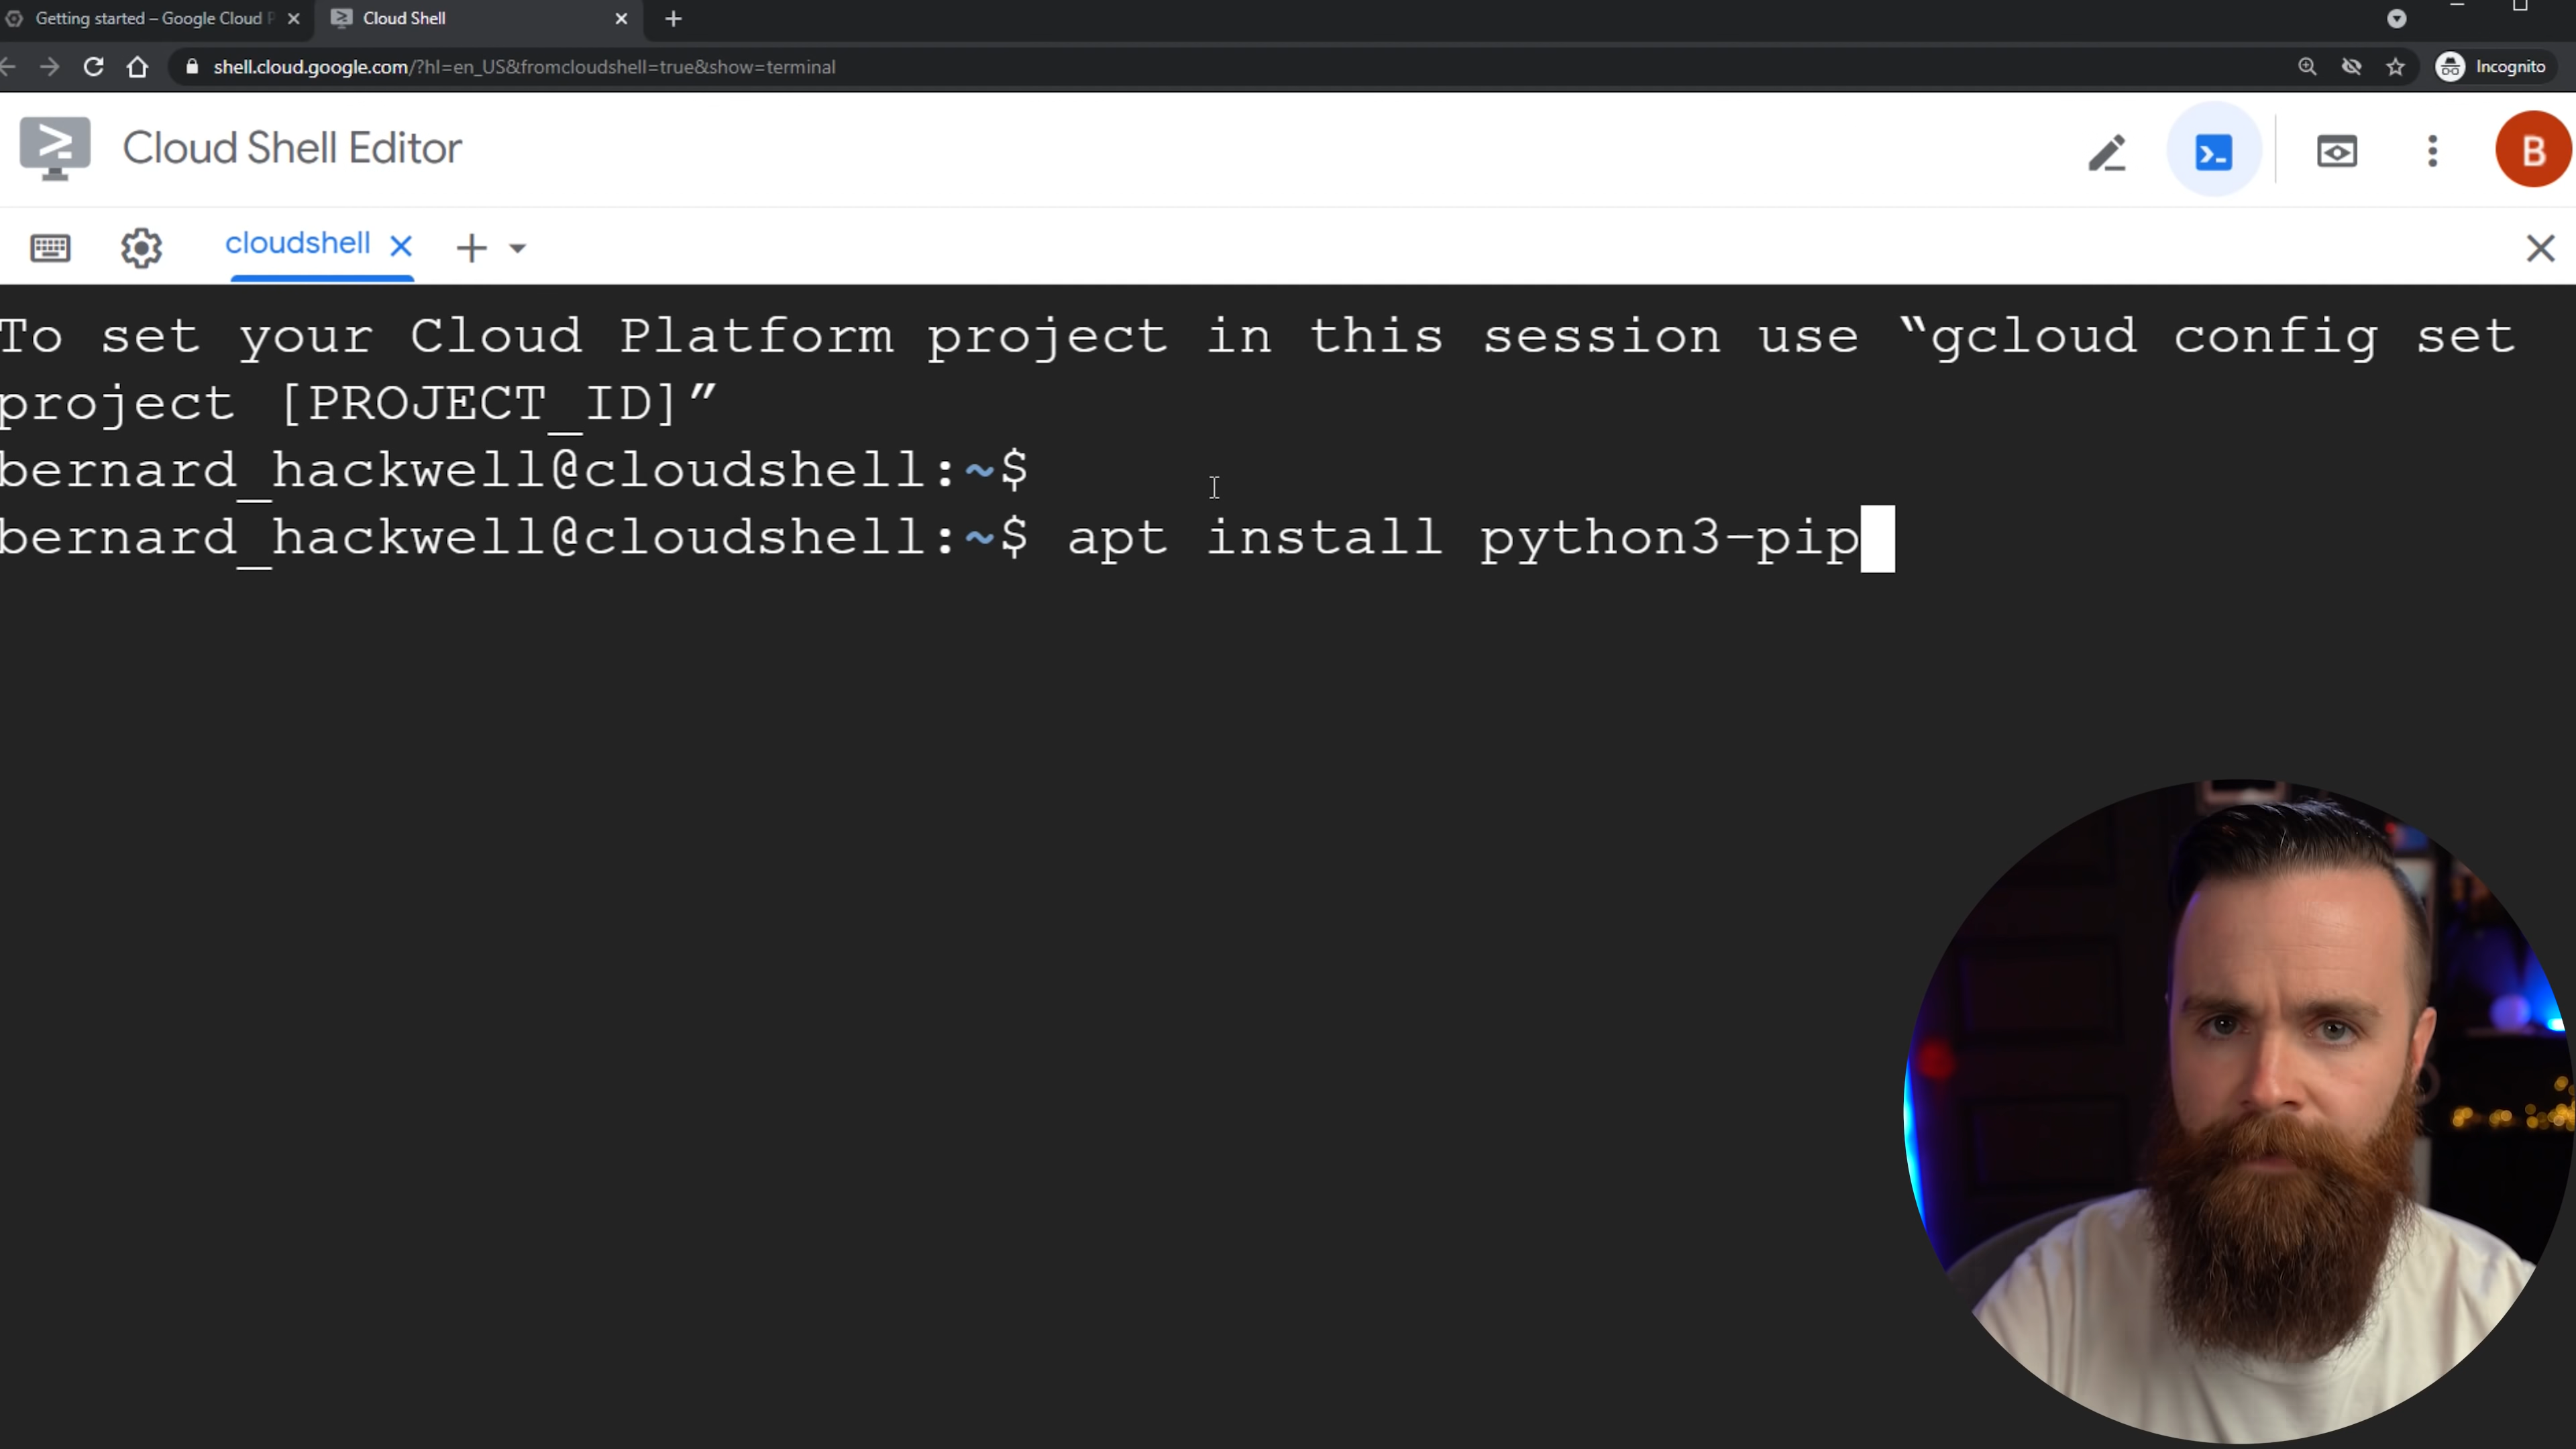 Getting started – Google Cloud P
Cloud Shell
shell.cloud.google.com/?hl=en_US&fromcloudshell=true&show=terminal
Incognito
Cloud Shell Editor
B
cloudshell
To set your Cloud Platform project in this session use “gcloud config set
project [PROJECT_ID]”
bernard_hackwell@cloudshell:~$
bernard_hackwell@cloudshell:~$ apt install python3-pip